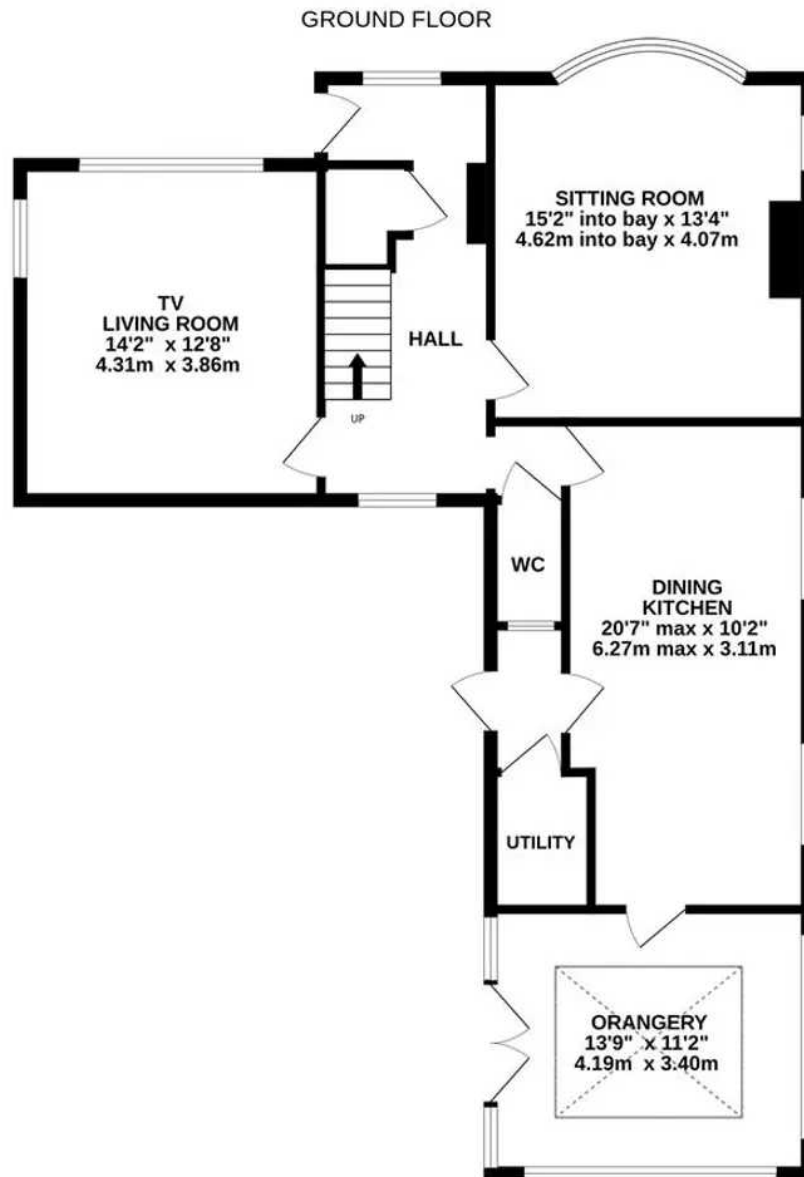 GROUND FLOOR
SITTING ROOM
15'2" into bay x 13'4"
4.62m into bay x 4.07m
TV
LIVING ROOM
14'2" x 12'8"
4.31m x 3.86m
HALL
UP
WC
DINING
KITCHEN
20'7" max x 10'2"
6.27m max x 3.11m
UTILITY
ORANGERY
13'9" x 11'2"
4.19m x 3.40m